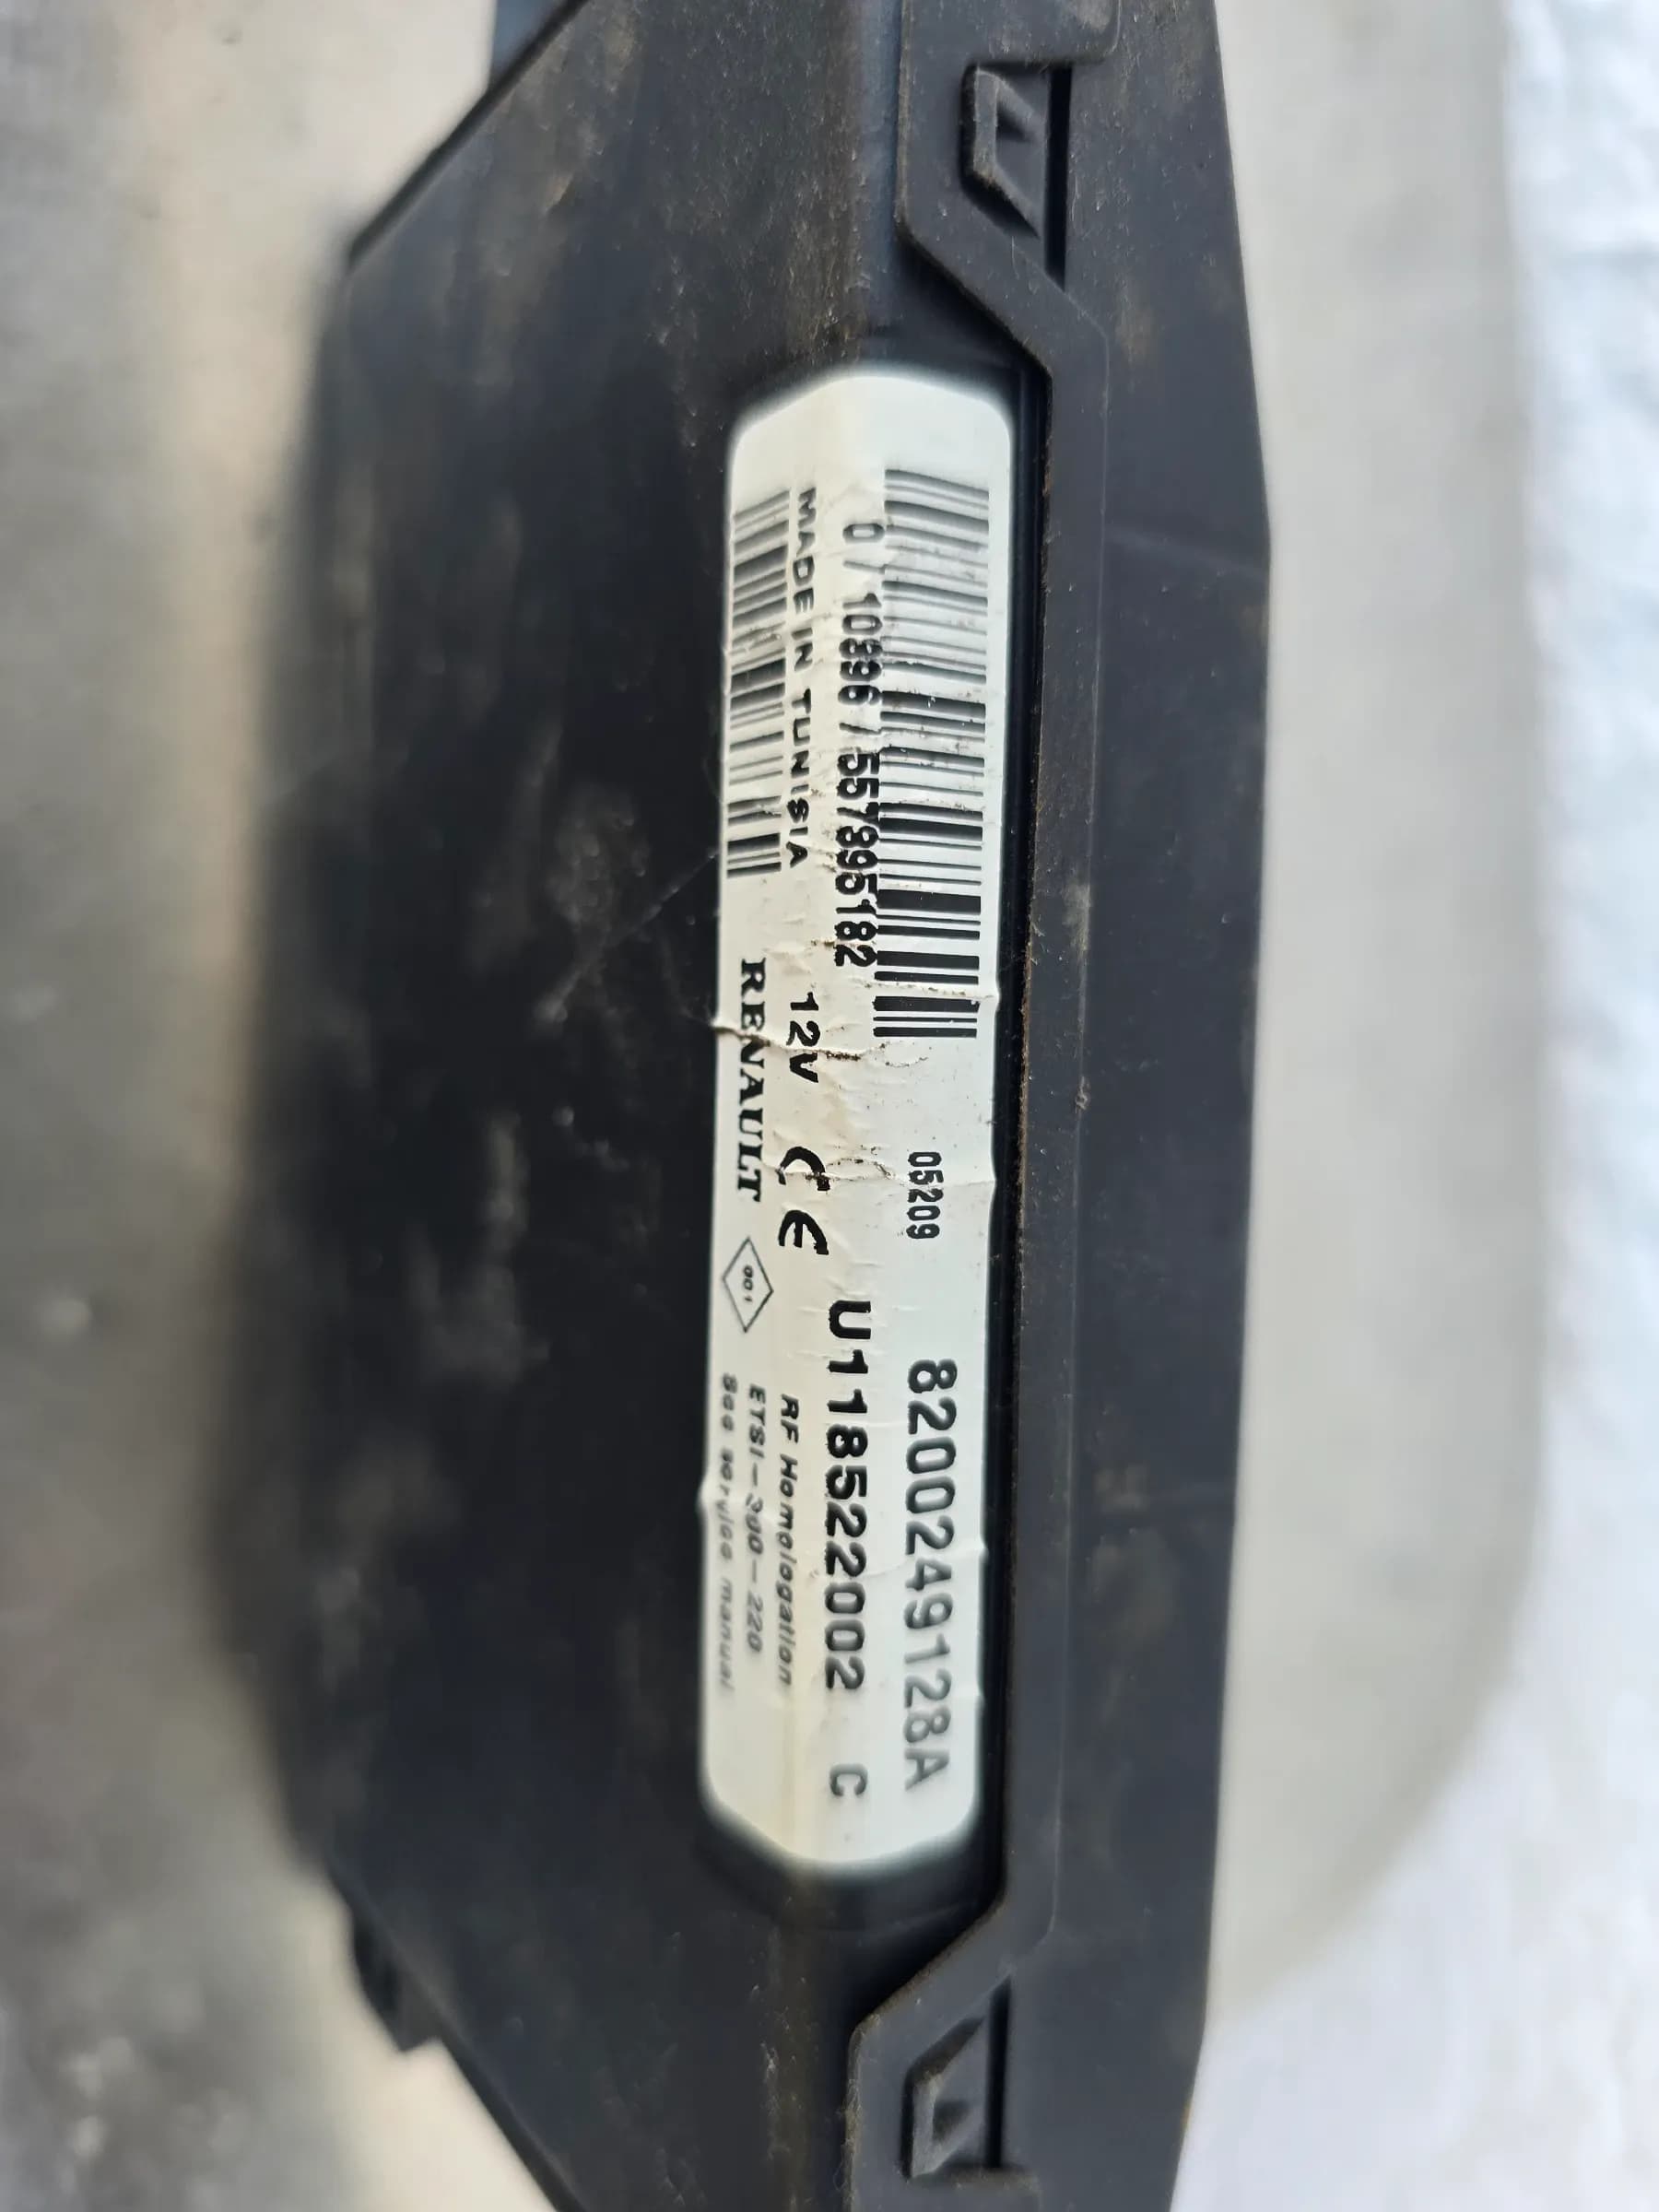 05209 8200249128A
0 / 10896 / 557895182 U118522002 C
MADE IN TUNISIA 12V CE RF Homologation
RENAULT 001 ETSI-300-220
See service manual